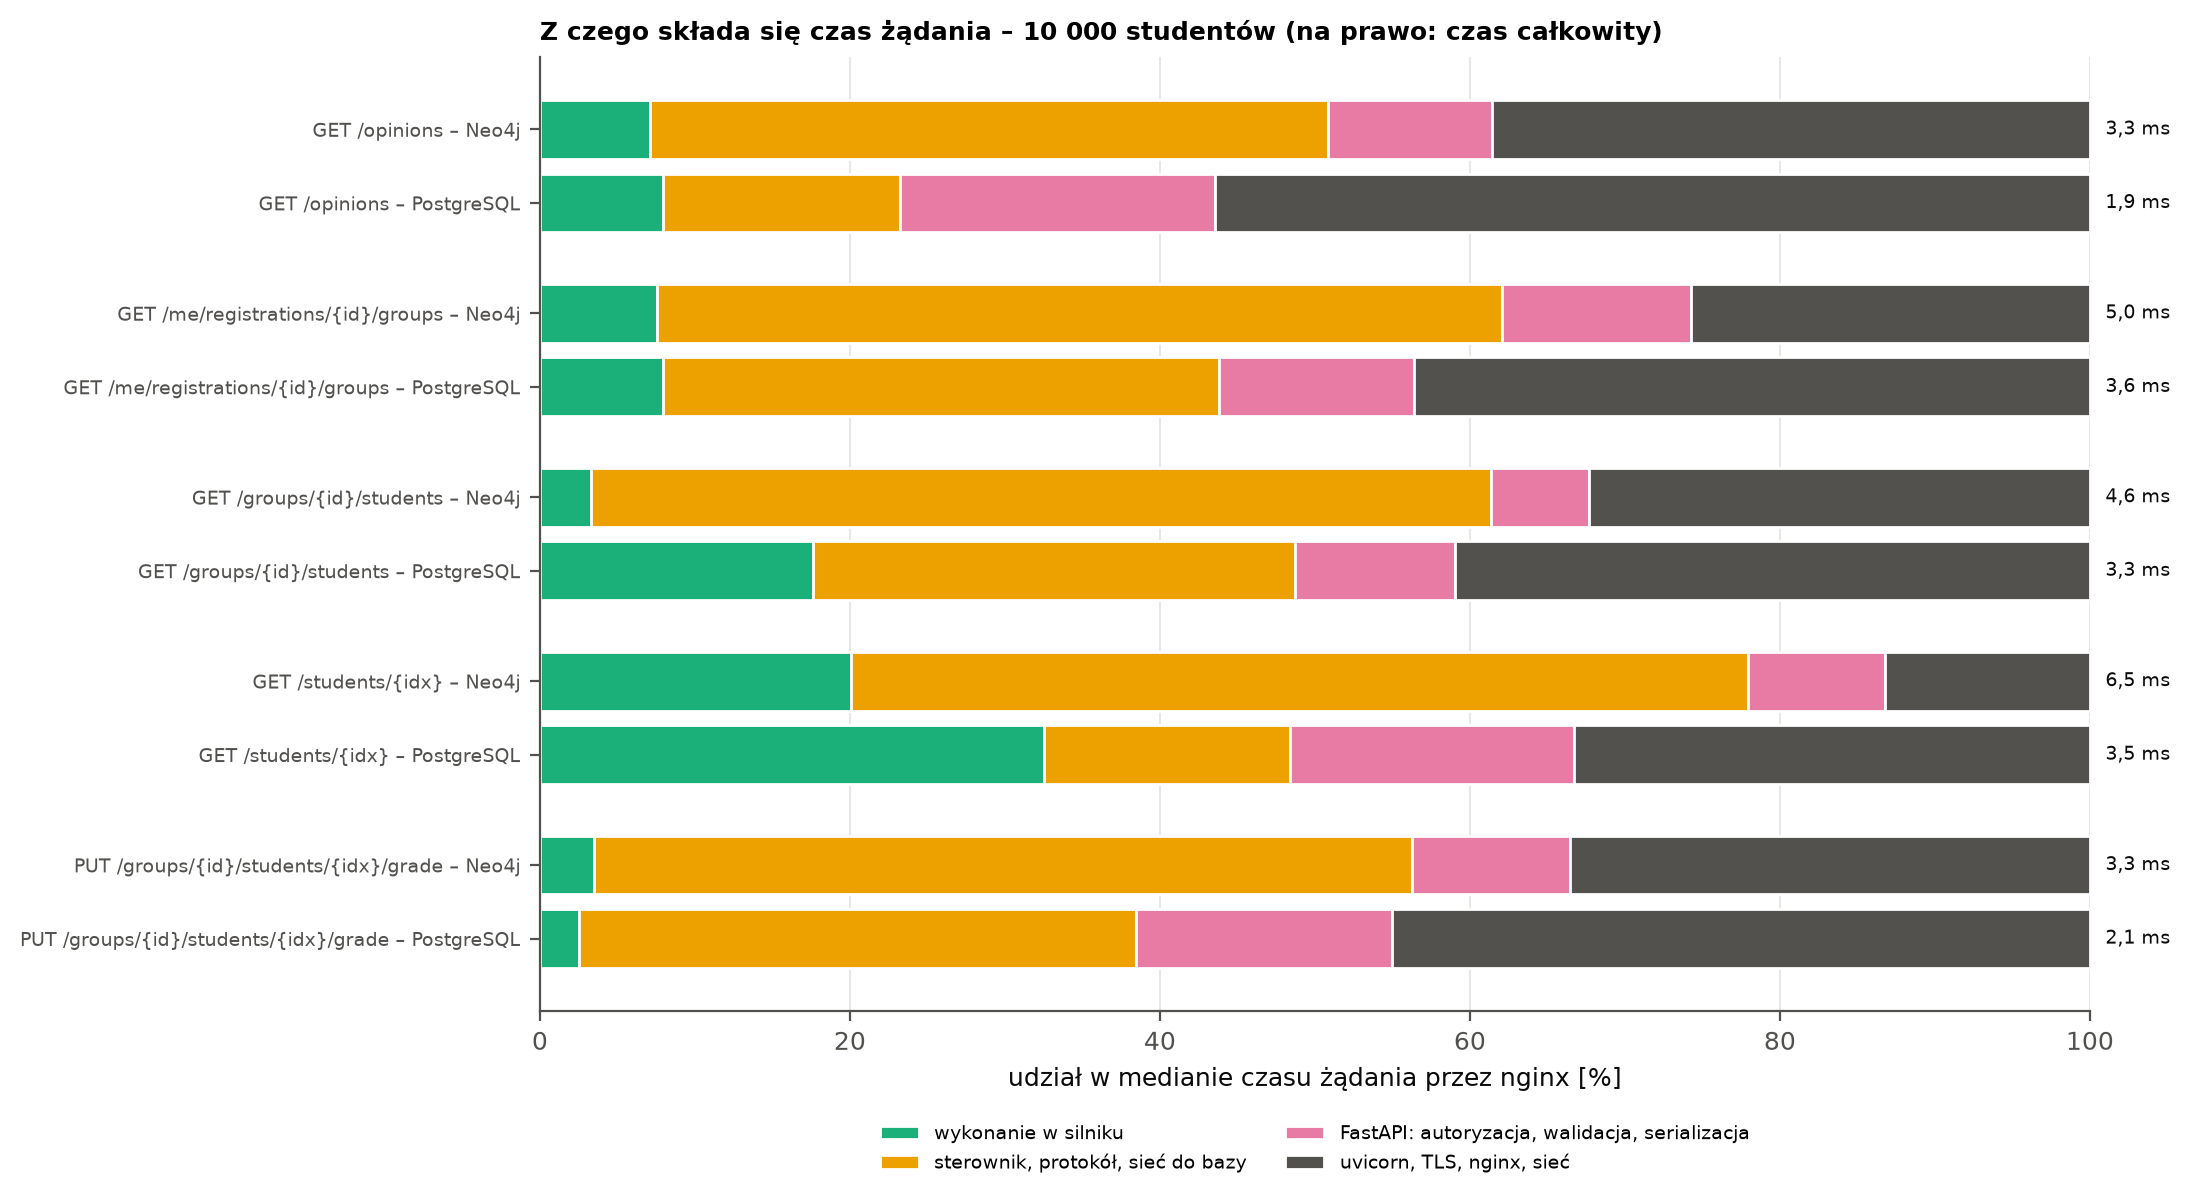 Z czego składa się czas żądania – 10 000 studentów (na prawo: czas całkowity)
GET /opinions – Neo4j
3,3 ms
GET /opinions – PostgreSQL
1,9 ms
GET /me/registrations/{id}/groups – Neo4j
5,0 ms
GET /me/registrations/{id}/groups – PostgreSQL
3,6 ms
GET /groups/{id}/students – Neo4j
4,6 ms
GET /groups/{id}/students – PostgreSQL
3,3 ms
GET /students/{idx} – Neo4j
6,5 ms
GET /students/{idx} – PostgreSQL
3,5 ms
PUT /groups/{id}/students/{idx}/grade – Neo4j
3,3 ms
PUT /groups/{id}/students/{idx}/grade – PostgreSQL
2,1 ms
0 20 40 60 80 100
udział w medianie czasu żądania przez nginx [%]
wykonanie w silniku
sterownik, protokół, sieć do bazy
FastAPI: autoryzacja, walidacja, serializacja
uvicorn, TLS, nginx, sieć